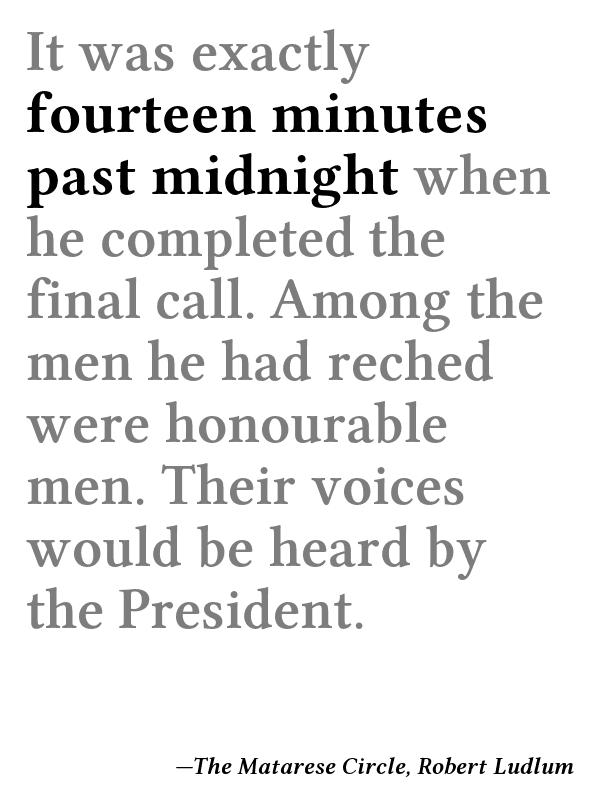 It was exactly
fourteen minutes
past midnight when
he completed the
final call. Among the
men he had reched
were honourable
men. Their voices
would be heard by
the President.
—The Matarese Circle, Robert Ludlum